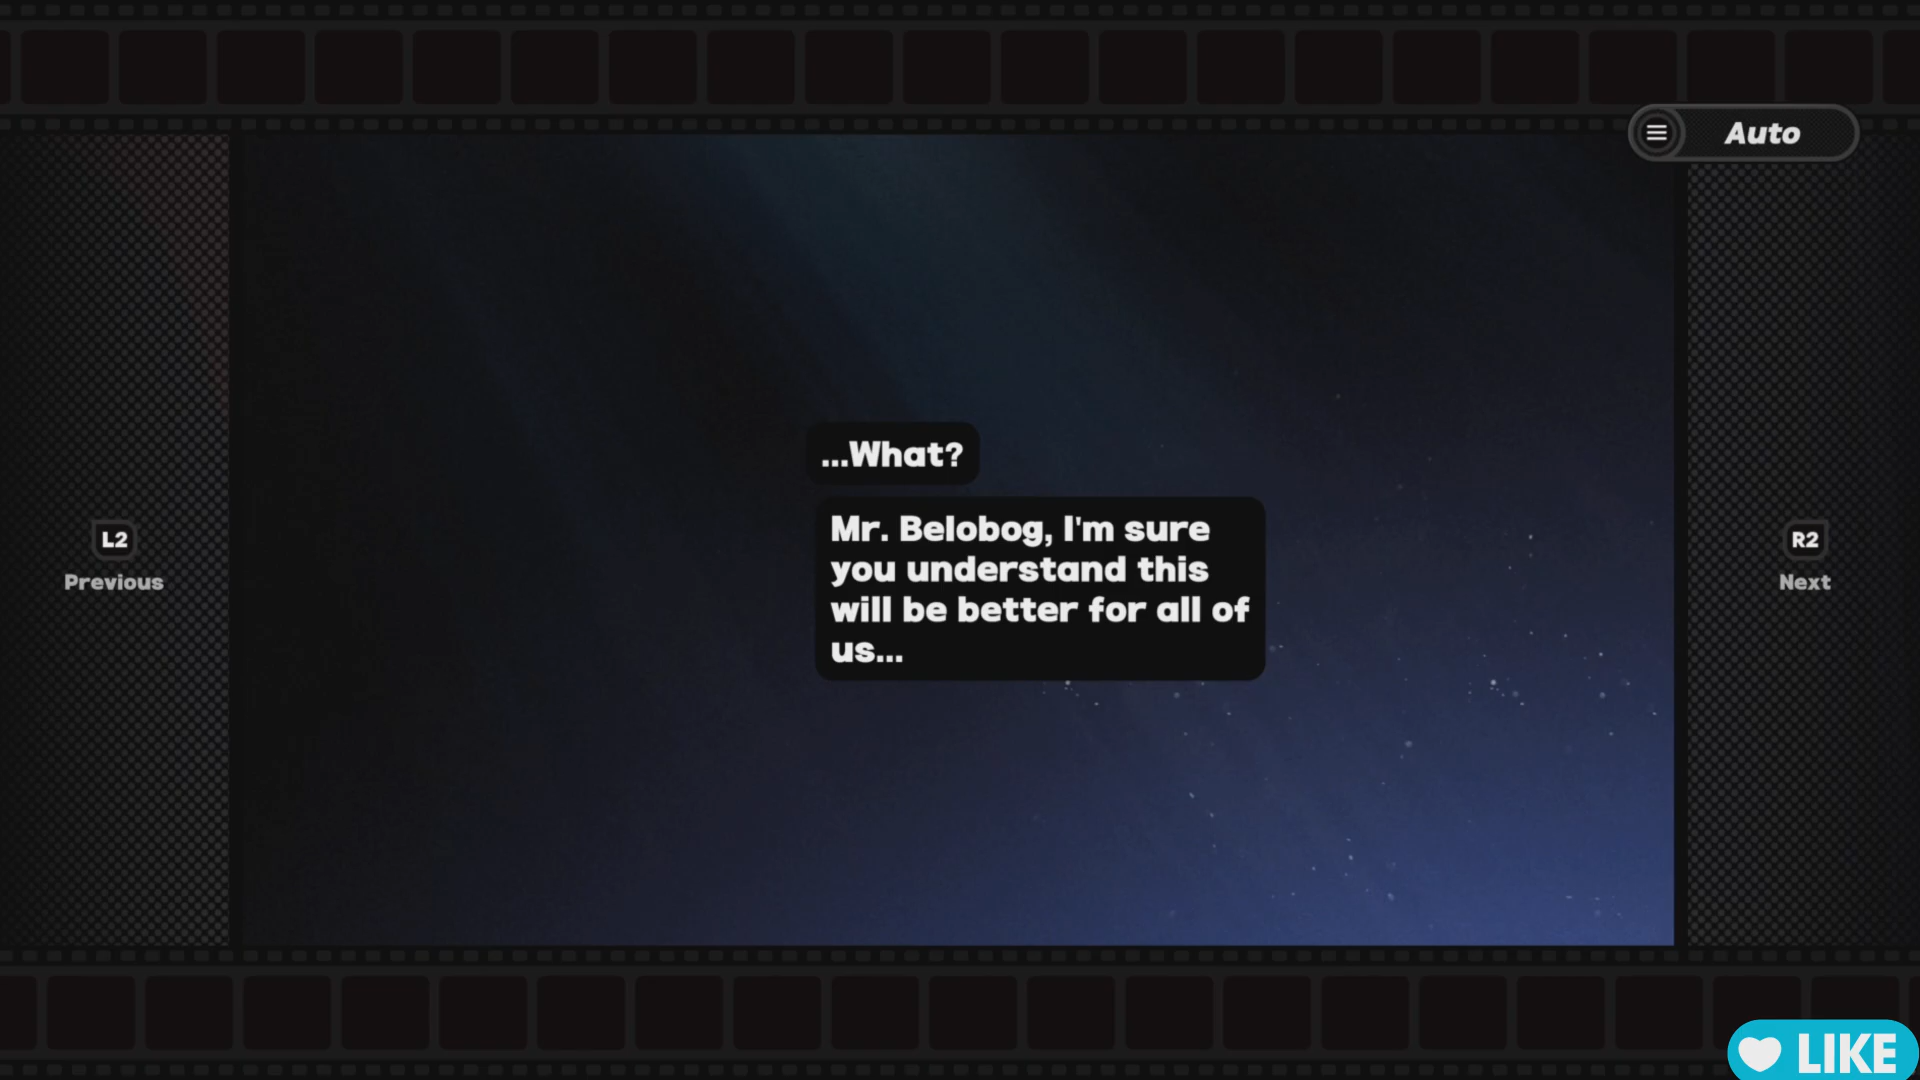 Auto
...What?
Mr. Belobog, I'm sure
you understand this
will be better for all of
us...
L2
Previous
R2
Next
LIKE